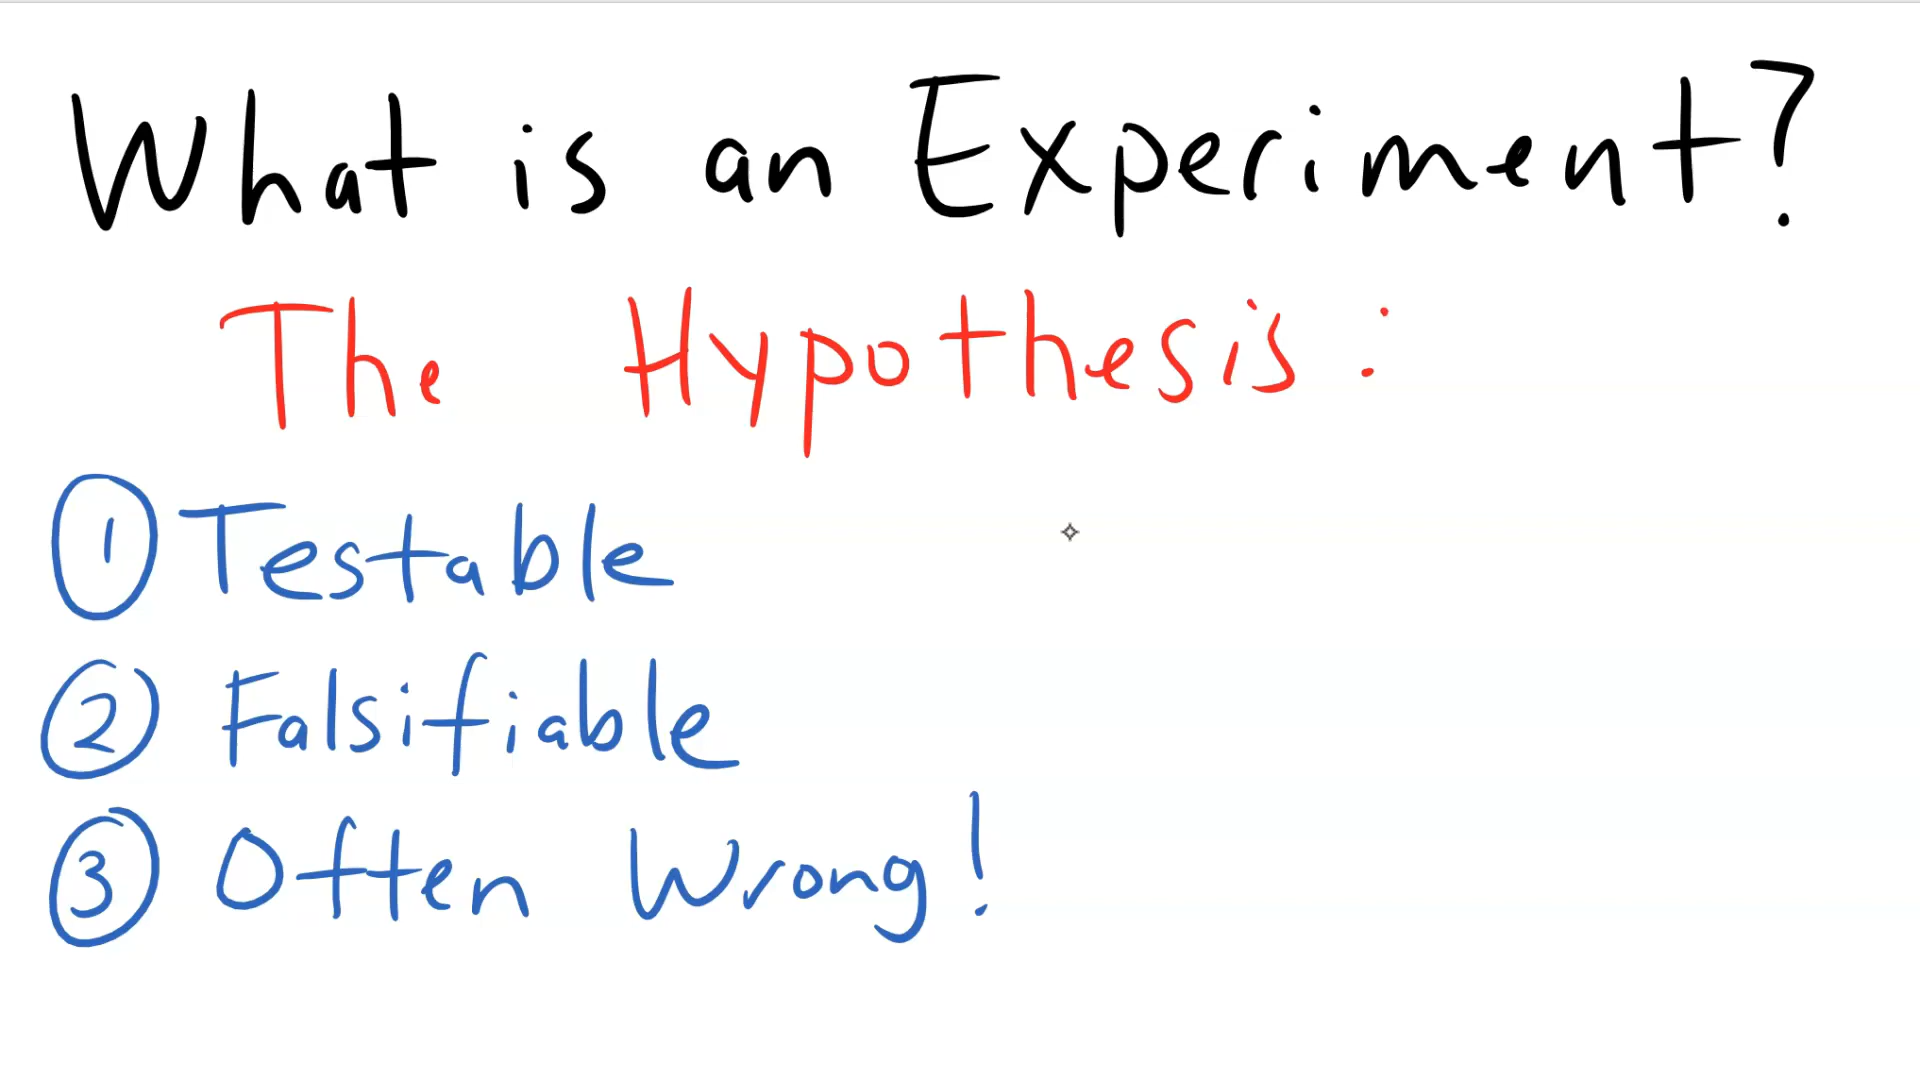 What is an Experiment?
The Hypothesis:
1 Testable
2 Falsifiable
3 Often Wrong!